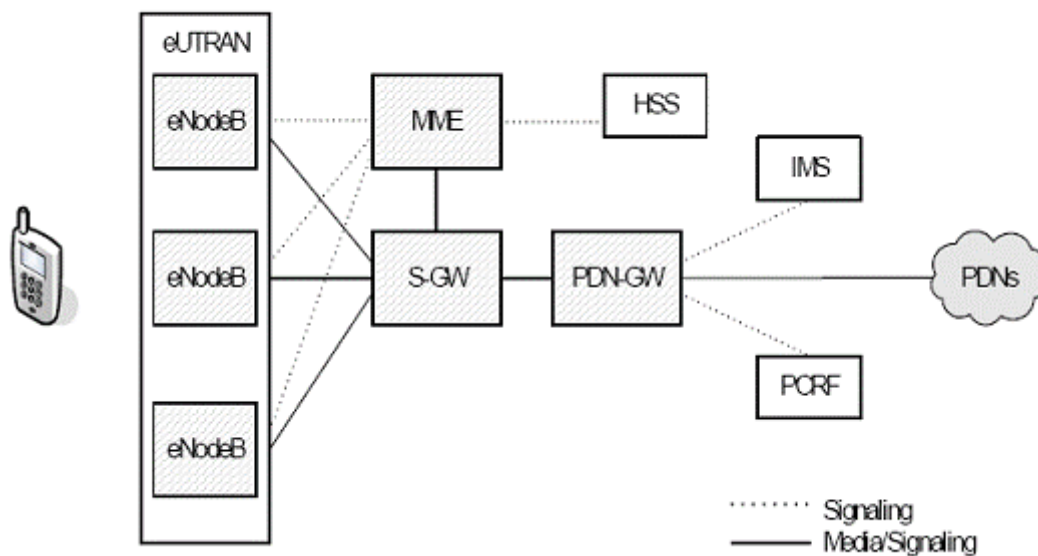 eUTRAN
eNodeB
MME
HSS
IMS
eNodeB
S-GW
PDN-GW
PDNs
PCRF
eNodeB
Signaling
Media/Signaling